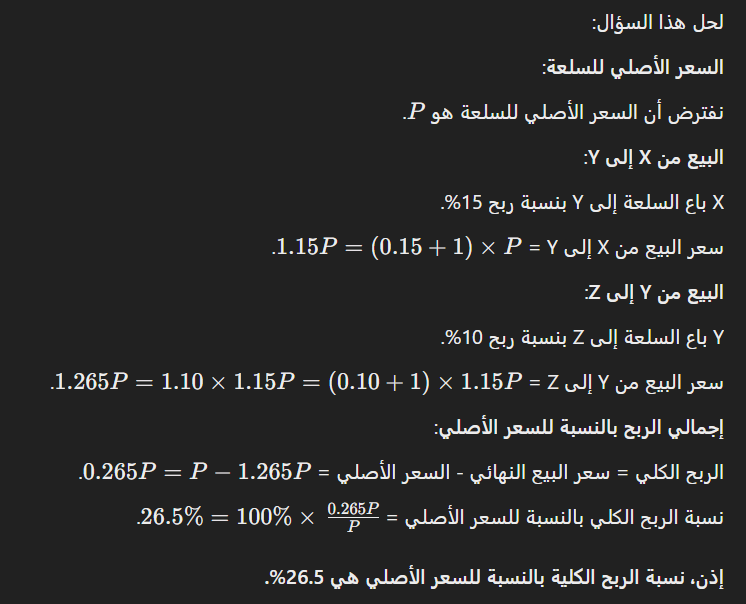 لحل هذا السؤال:
السعر الأصلي للسلعة:
نفترض أن السعر الأصلي للسلعة هو P.
البيع من X إلى Y:
X باع السلعة إلى Y بنسبة ربح 15%.
سعر البيع من X إلى Y = P × (1 + 0.15) = 1.15P.
البيع من Y إلى Z:
Y باع السلعة إلى Z بنسبة ربح 10%.
سعر البيع من Y إلى Z = 1.15P × (1 + 0.10) = 1.15P × 1.10 = 1.265P.
إجمالي الربح بالنسبة للسعر الأصلي:
الربح الكلي = سعر البيع النهائي - السعر الأصلي = 1.265P − P = 0.265P.
نسبة الربح الكلي بالنسبة للسعر الأصلي = 0.265P/P × 100% = 26.5%.
إذن، نسبة الربح الكلية بالنسبة للسعر الأصلي هي 26.5%.